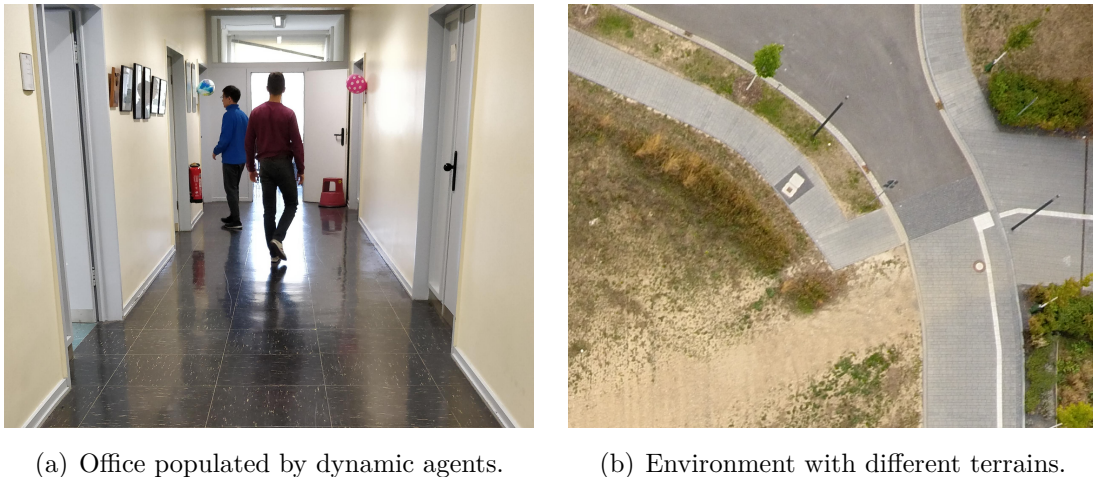 (a) Office populated by dynamic agents.
(b) Environment with different terrains.